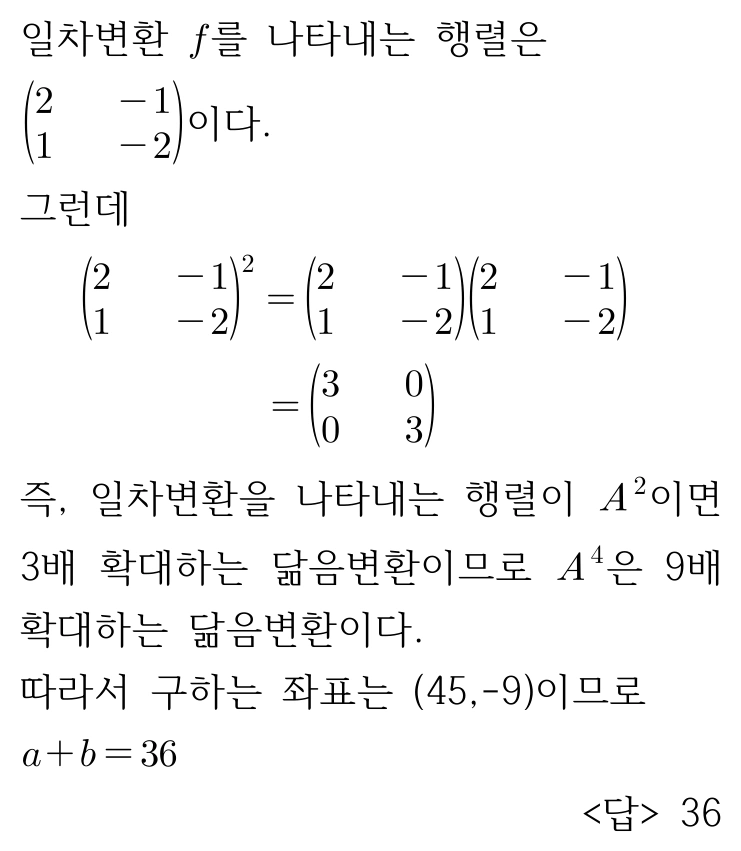 일차변환 f를 나타내는 행렬은
(2 -1
1 -2)이다.
그런데
(2 -1
1 -2)² = (2 -1
1 -2)(2 -1
1 -2)
= (3 0
0 3)
즉, 일차변환을 나타내는 행렬이 A²이면
3배 확대하는 닮음변환이므로 A⁴은 9배
확대하는 닮음변환이다.
따라서 구하는 좌표는 (45,-9)이므로
a+b=36
<답> 36